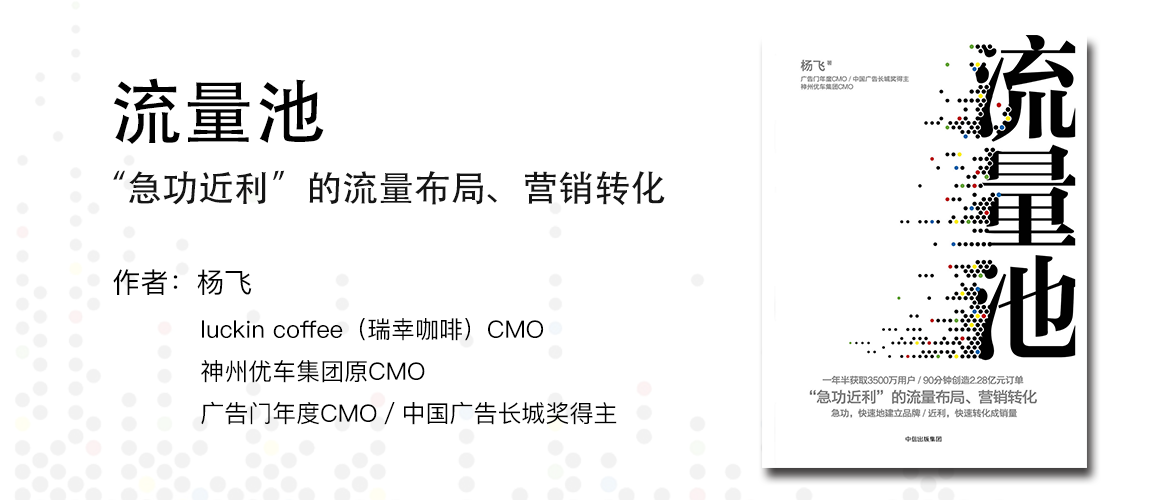 流量池
“急功近利”的流量布局、营销转化
作者：杨飞
luckin coffee（瑞幸咖啡）CMO
神州优车集团原CMO
广告门年度CMO / 中国广告长城奖得主
杨飞 著
广告门年度CMO / 中国广告长城奖得主
神州优车集团CMO
流量池
一年半获取3500万用户 / 90分钟创造2.28亿元订单
“急功近利”的流量布局、营销转化
急功，快速地建立品牌 / 近利，快速转化成销量
中信出版集团